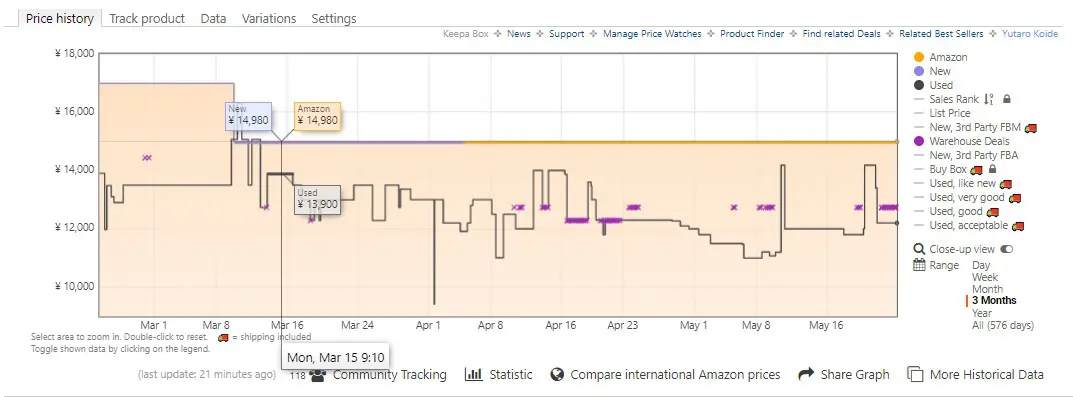 Price history Track product Data Variations Settings
Keepa Box ✧ News ✧ Support ✧ Manage Price Watches ✧ Product Finder ✧ Find related Deals ✧ Related Best Sellers ✧ Yutaro Koide
¥ 18,000
¥ 16,000
¥ 14,000
¥ 12,000
¥ 10,000
New
¥ 14,980
Amazon
¥ 14,980
Used
¥ 13,900
Mar 1 Mar 8 Mar 16 Mar 24 Apr 1 Apr 8 Apr 16 Apr 23 May 1 May 8 May 16
Amazon
New
Used
Sales Rank
List Price
New, 3rd Party FBM
Warehouse Deals
New, 3rd Party FBA
Buy Box
Used, like new
Used, very good
Used, good
Used, acceptable
Close-up view
Range
Day
Week
Month
3 Months
Year
All (576 days)
Select area to zoom in. Double-click to reset. = shipping included
Toggle shown data by clicking on the legend.
Mon, Mar 15 9:10
(last update: 21 minutes ago) 118 Community Tracking Statistic Compare international Amazon prices Share Graph More Historical Data